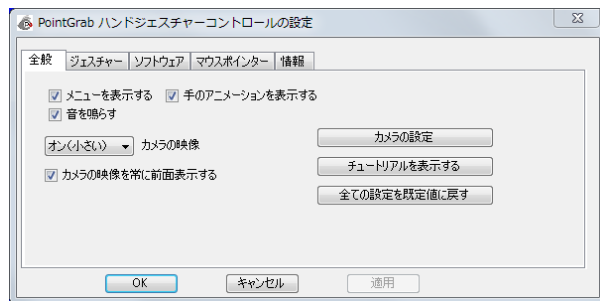 PointGrab ハンドジェスチャーコントロールの設定
全般 ジェスチャー ソフトウェア マウスポインター 情報
メニューを表示する 手のアニメーションを表示する
音を鳴らす
オン(小さい) カメラの映像
カメラの映像を常に前面表示する
カメラの設定
チュートリアルを表示する
全ての設定を既定値に戻す
OK キャンセル 適用